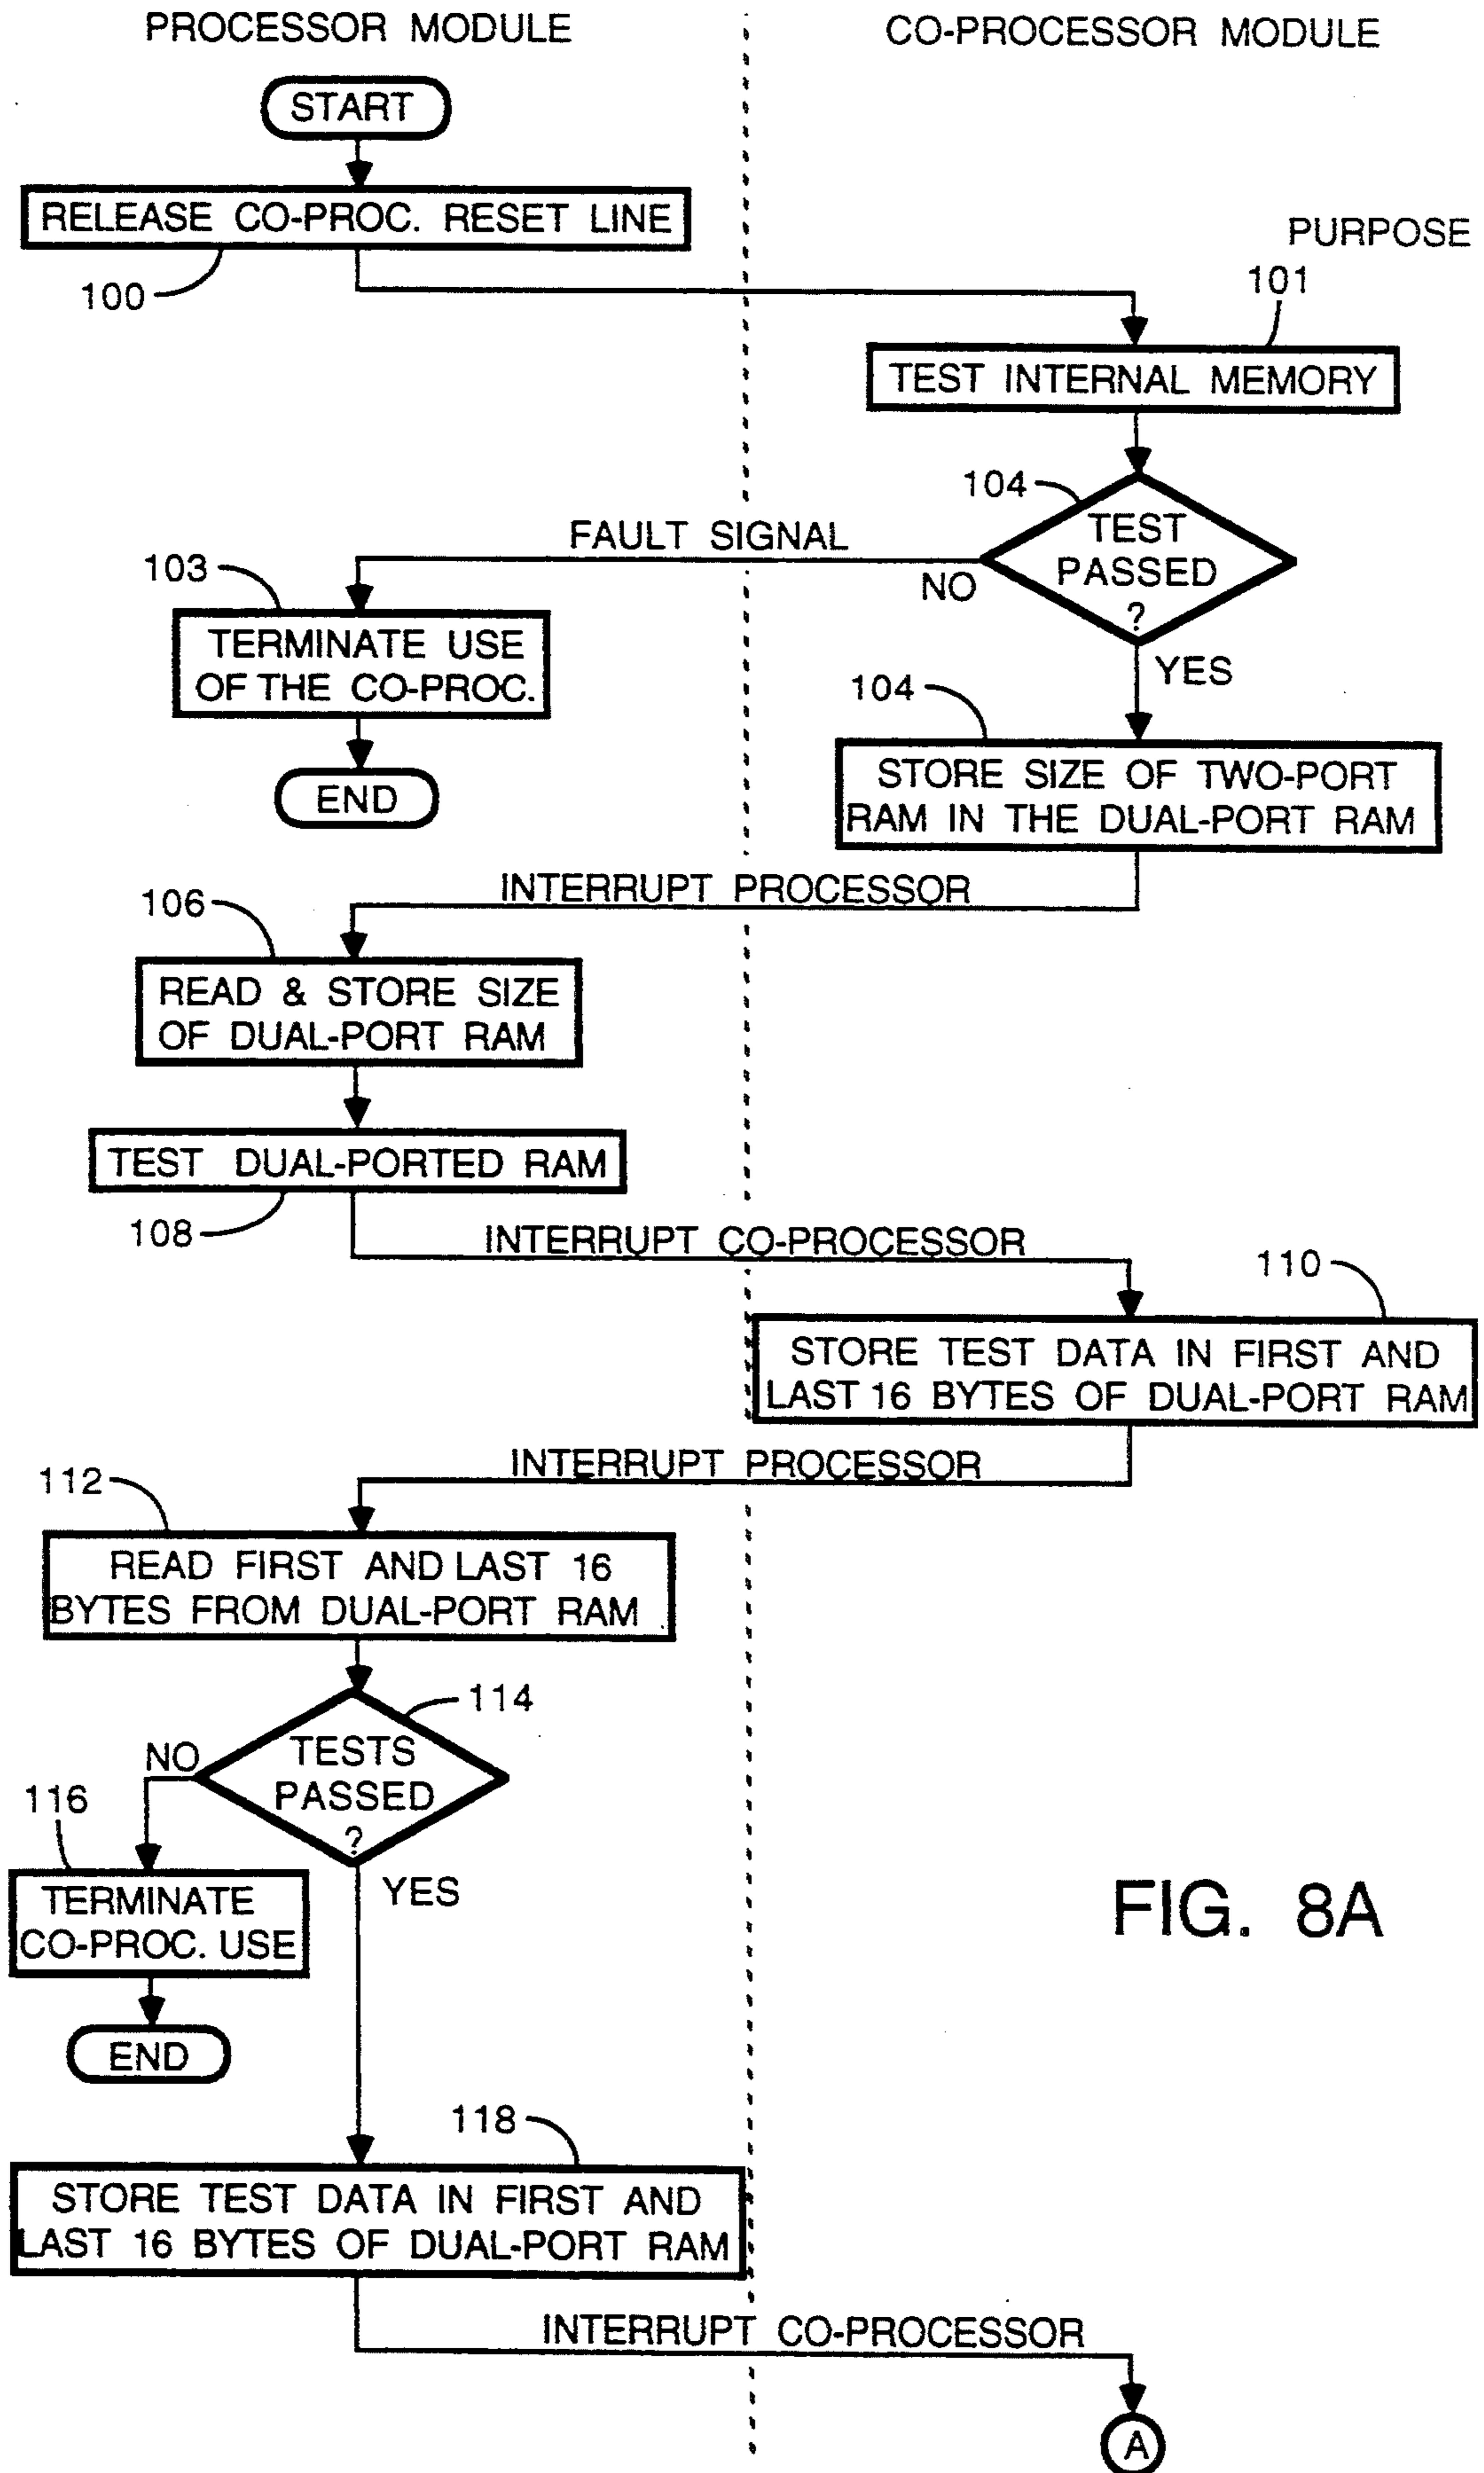 PROCESSOR MODULE
CO-PROCESSOR MODULE
START
RELEASE CO-PROC. RESET LINE
100
PURPOSE
101
TEST INTERNAL MEMORY
104
TEST
PASSED
?
FAULT SIGNAL
NO
YES
103
TERMINATE USE
OF THE CO-PROC.
END
104
STORE SIZE OF TWO-PORT
RAM IN THE DUAL-PORT RAM
INTERRUPT PROCESSOR
106
READ & STORE SIZE
OF DUAL-PORT RAM
TEST DUAL-PORTED RAM
108
INTERRUPT CO-PROCESSOR
110
STORE TEST DATA IN FIRST AND
LAST 16 BYTES OF DUAL-PORT RAM
INTERRUPT PROCESSOR
112
READ FIRST AND LAST 16
BYTES FROM DUAL-PORT RAM
114
TESTS
PASSED
?
NO
YES
116
TERMINATE
CO-PROC. USE
END
FIG. 8A
118
STORE TEST DATA IN FIRST AND
LAST 16 BYTES OF DUAL-PORT RAM
INTERRUPT CO-PROCESSOR
A